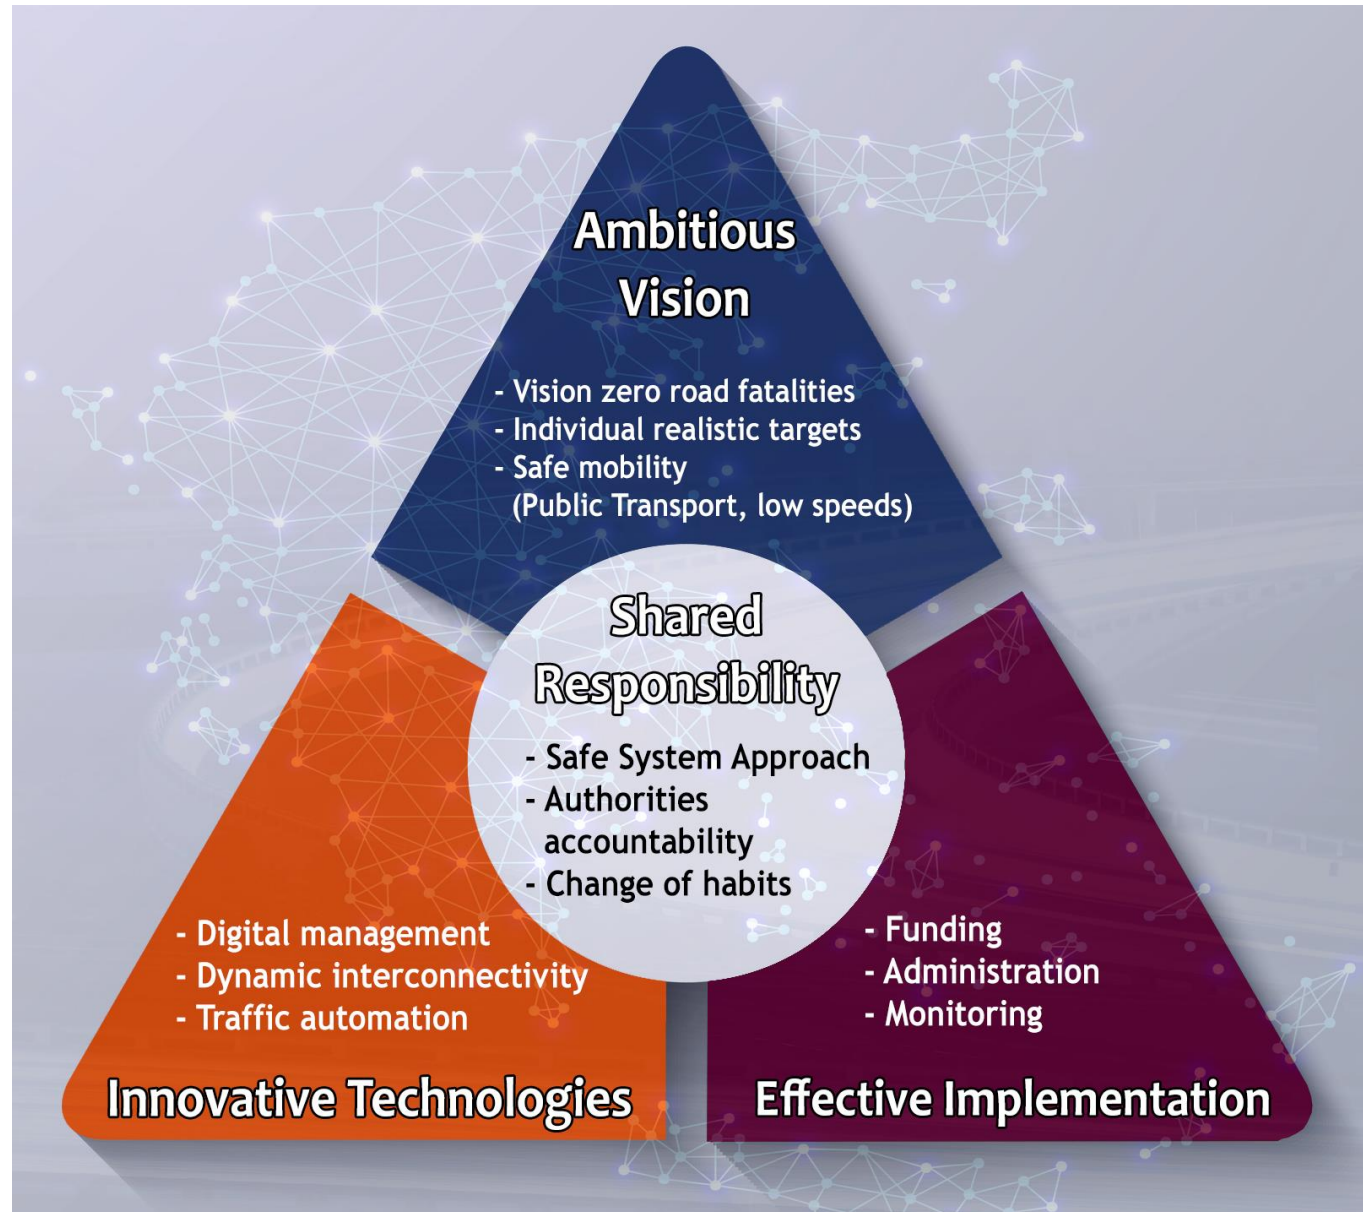 Ambitious
Vision
- Vision zero road fatalities
- Individual realistic targets
- Safe mobility
(Public Transport, low speeds)
Shared
Responsibility
- Safe System Approach
- Authorities
accountability
- Change of habits
- Digital management
- Dynamic interconnectivity
- Traffic automation
Innovative Technologies
- Funding
- Administration
- Monitoring
Effective Implementation